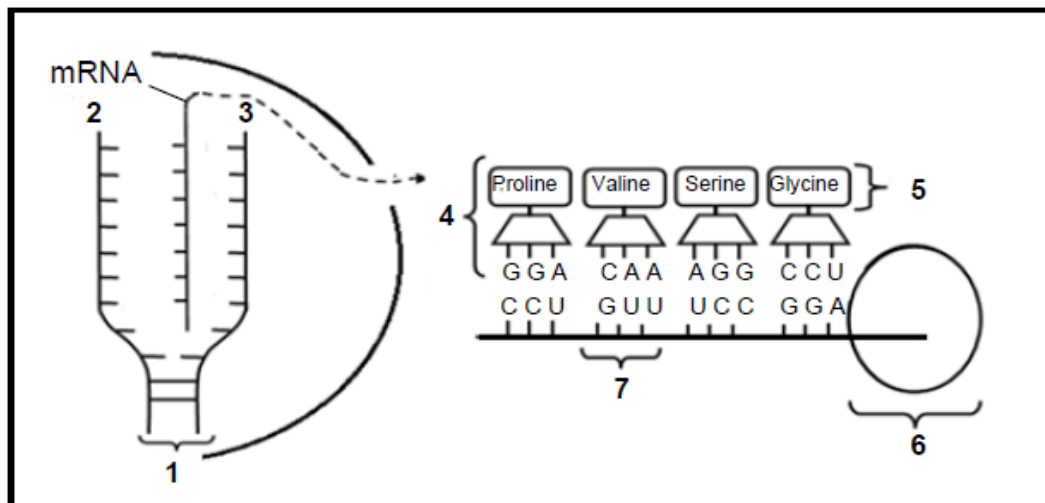 mRNA
2
3
Proline Valine Serine Glycine
5
4
G G A C A A A G G C C U
C C U G U U U C C G G A
7
6
1